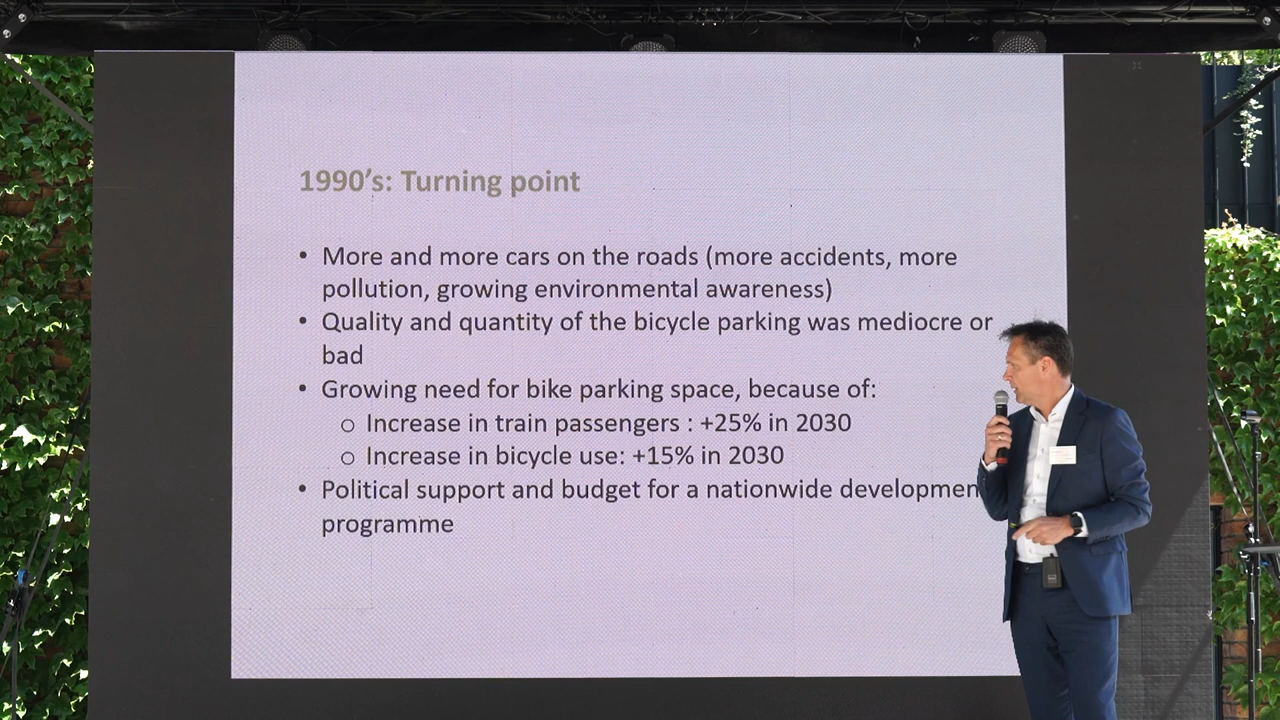 1990’s: Turning point
• More and more cars on the roads (more accidents, more
pollution, growing environmental awareness)
• Quality and quantity of the bicycle parking was mediocre or
bad
• Growing need for bike parking space, because of:
o Increase in train passengers : +25% in 2030
o Increase in bicycle use: +15% in 2030
• Political support and budget for a nationwide developmen
programme